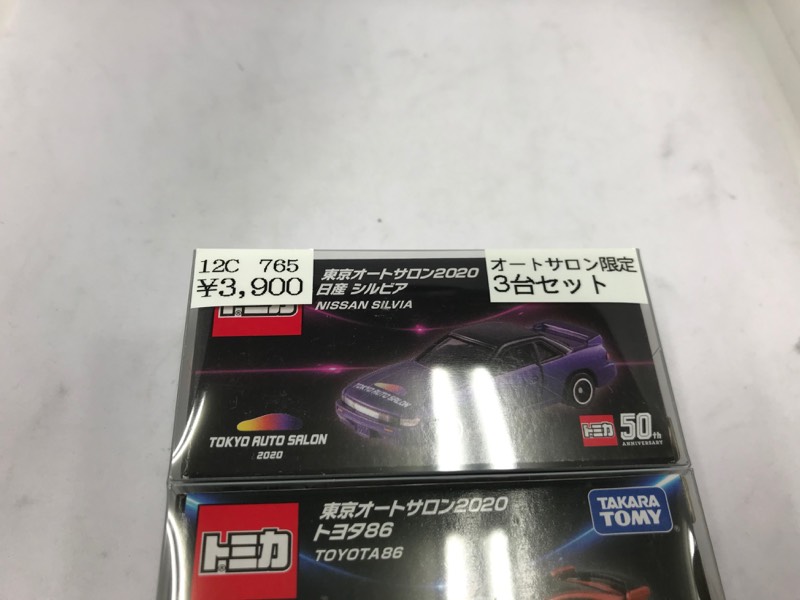 12C 765
¥3,900
オートサロン限定
3台セット
東京オートサロン2020
日産 シルビア
NISSAN SILVIA
TOKYO AUTO SALON
TOKYO AUTO SALON
2020
トミカ
50th
ANNIVERSARY
東京オートサロン2020
トヨタ86
TOYOTA86
トミカ
TAKARA
TOMY